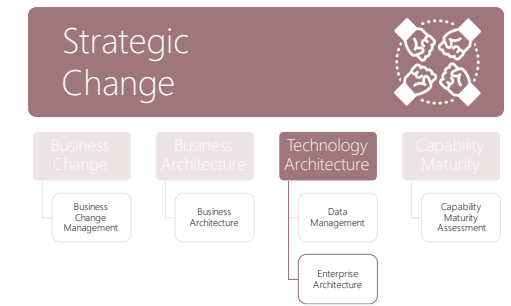 Strategic
Change
Business
Change
Business
Architecture
Technology
Architecture
Capability
Maturity
Business
Change
Management
Business
Architecture
Data
Management
Capability
Maturity
Assessment
Enterprise
Architecture